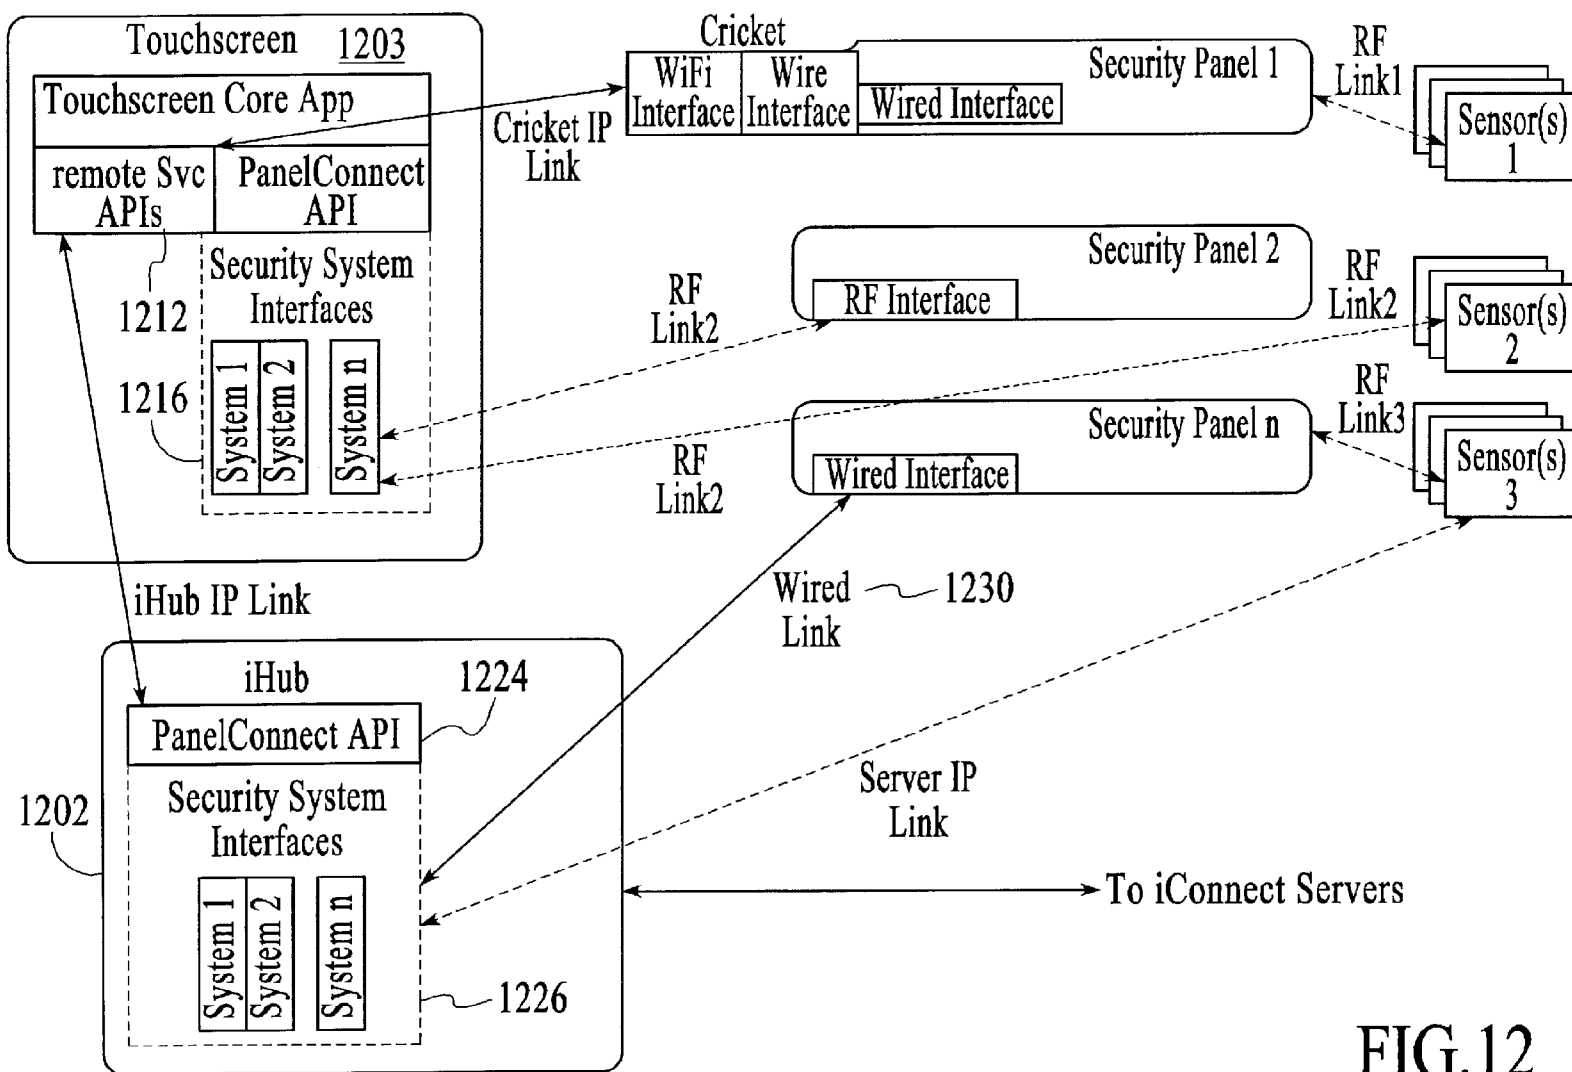 Touchscreen 1203
Touchscreen Core App
remote Svc
APIs
PanelConnect
API
Security System
Interfaces
1212
1216
System 1
System 2
System n
Cricket
WiFi
Interface
Wire
Interface
Wired Interface
Security Panel 1
Cricket IP
Link
RF
Link1
Sensor(s)
1
Security Panel 2
RF Interface
RF
Link2
RF
Link2
Sensor(s)
2
Security Panel n
Wired Interface
RF
Link2
RF
Link3
Sensor(s)
3
iHub IP Link
Wired
Link
1230
iHub
1224
PanelConnect API
Security System
Interfaces
1202
System 1
System 2
System n
1226
Server IP
Link
To iConnect Servers
FIG.12